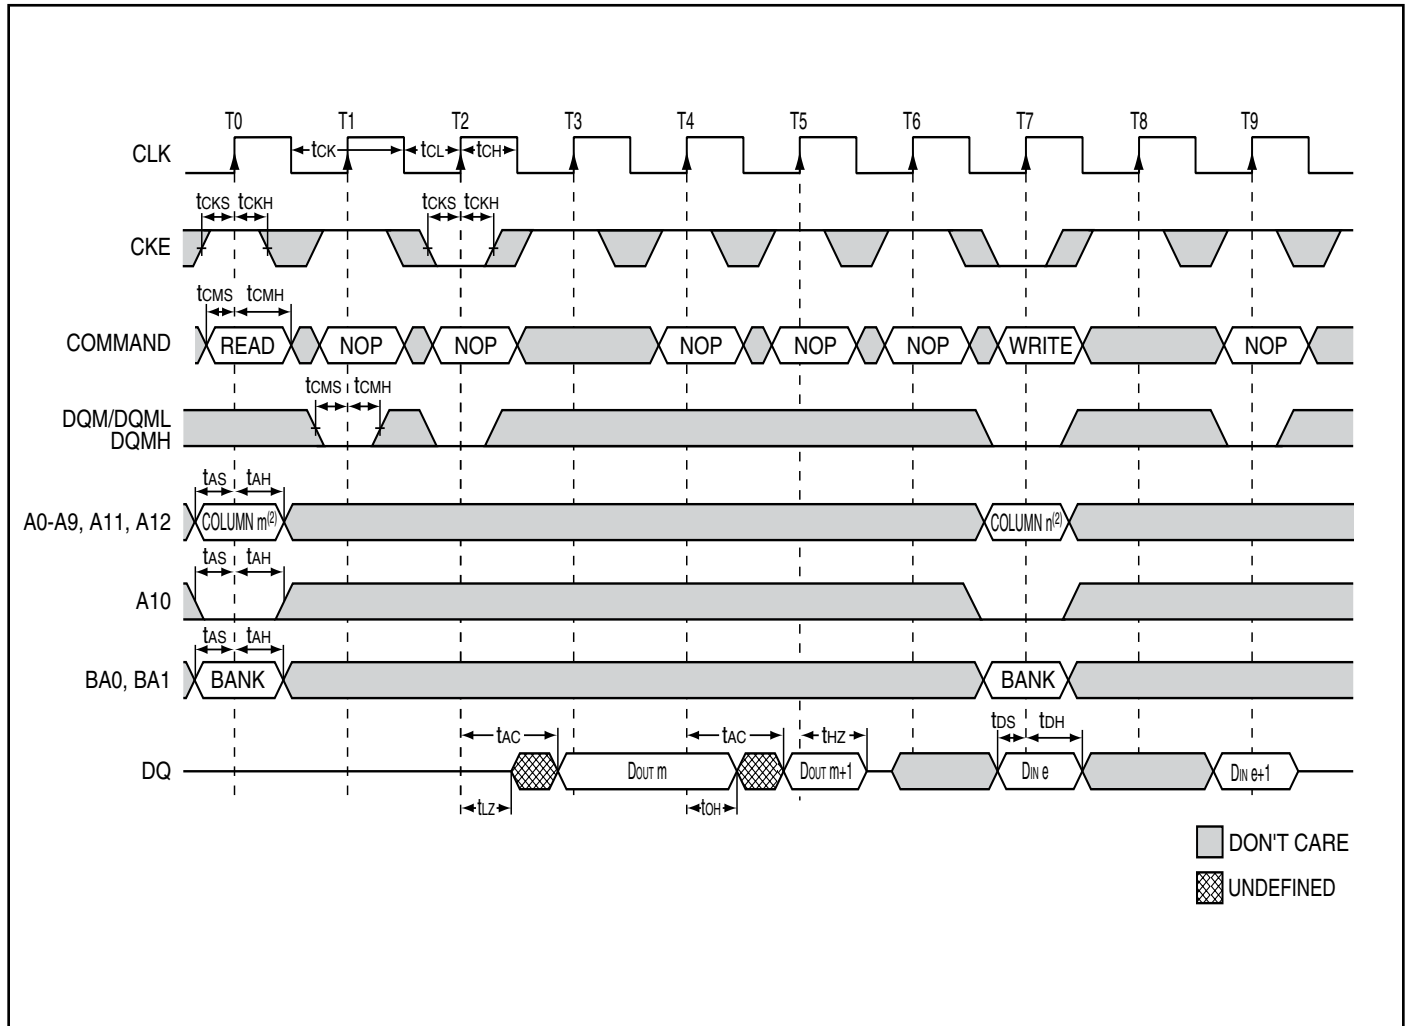 T0 T1 T2 T3 T4 T5 T6 T7 T8 T9
CLK tCK tCL tCH
tCKS tCKH tCKS tCKH
CKE
tCMS tCMH
COMMAND READ NOP NOP NOP NOP NOP WRITE NOP
tCMS tCMH
DQM/DQML
DQMH
tAS tAH
A0-A9, A11, A12 COLUMN m(2) COLUMN n(2)
tAS tAH
A10
tAS tAH
BA0, BA1 BANK BANK
tAC tAC tHZ tDS tDH
DQ DOUT m DOUT m+1 DIN e DIN e+1
tLZ tOH
DON'T CARE
UNDEFINED